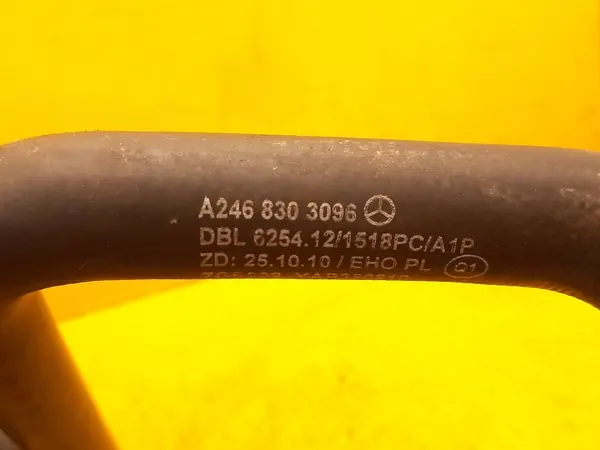 A246 830 3096
DBL 6254.12/1518PC/A1P
ZD: 25.10.10 / EHO PL Q1